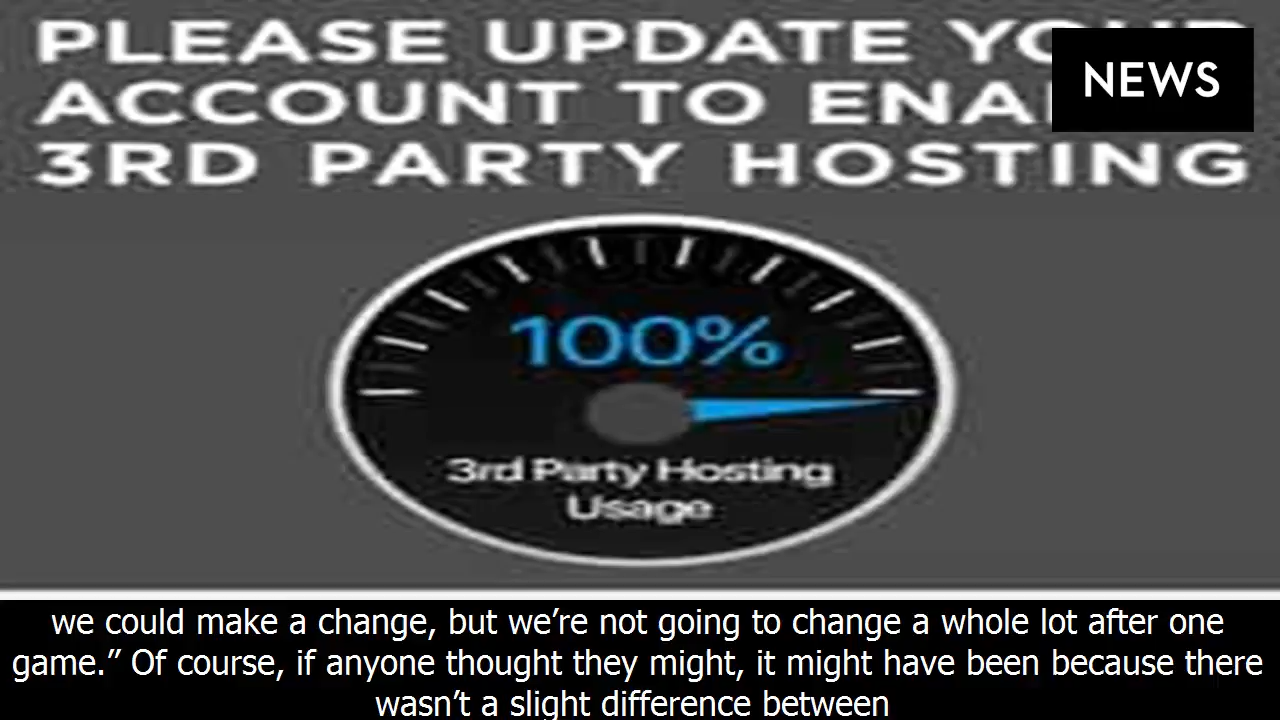 PLEASE UPDATE
ACCOUNT TO
3RD PARTY HOSTING
NEWS
100%
3rd Party Hosting
Usage
we could make a change, but we’re not going to change a whole lot after one
game.” Of course, if anyone thought they might, it might have been because there
wasn’t a slight difference between